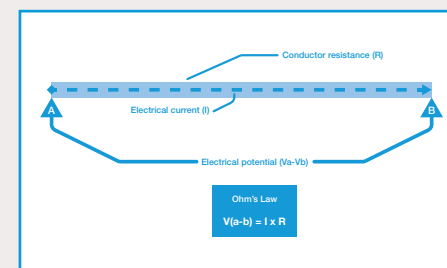 Conductor resistance (R)
Electrical current (I)
A
B
Electrical potential (Va-Vb)
Ohm's Law
V(a-b) = I x R